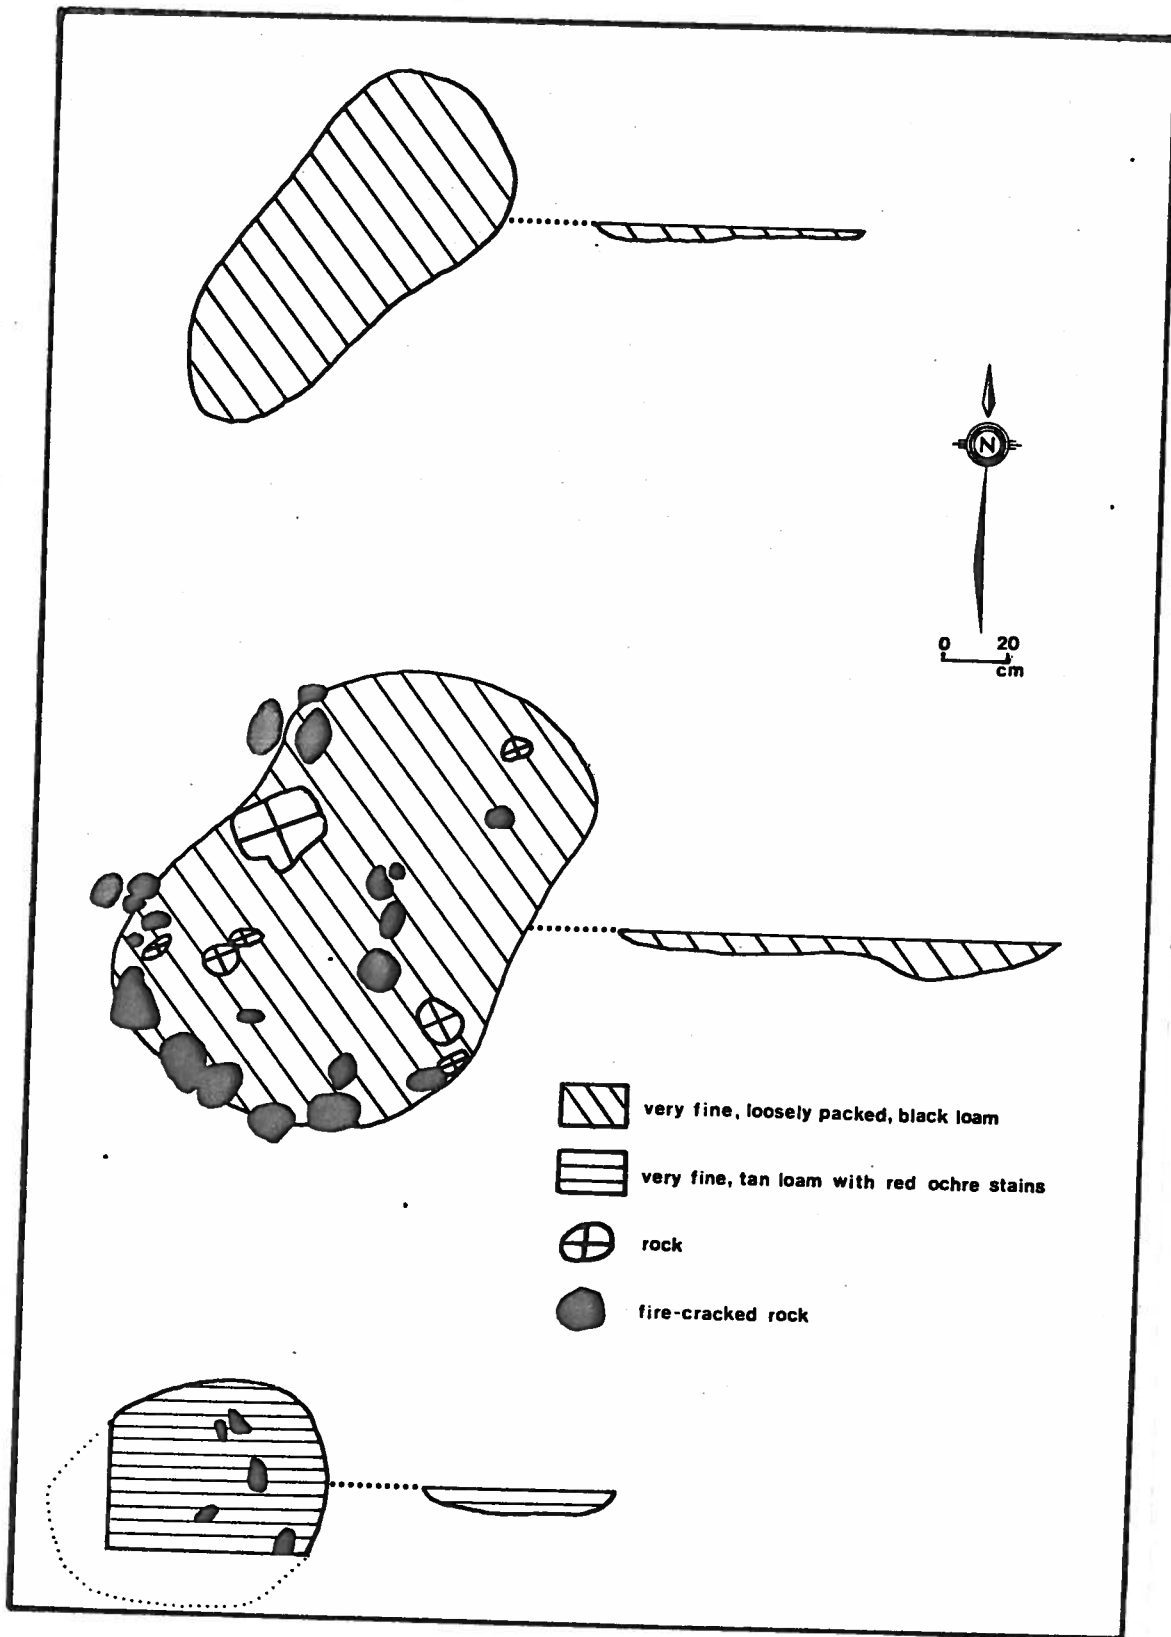 N
0 20
cm
very fine, loosely packed, black loam
very fine, tan loam with red ochre stains
rock
fire-cracked rock